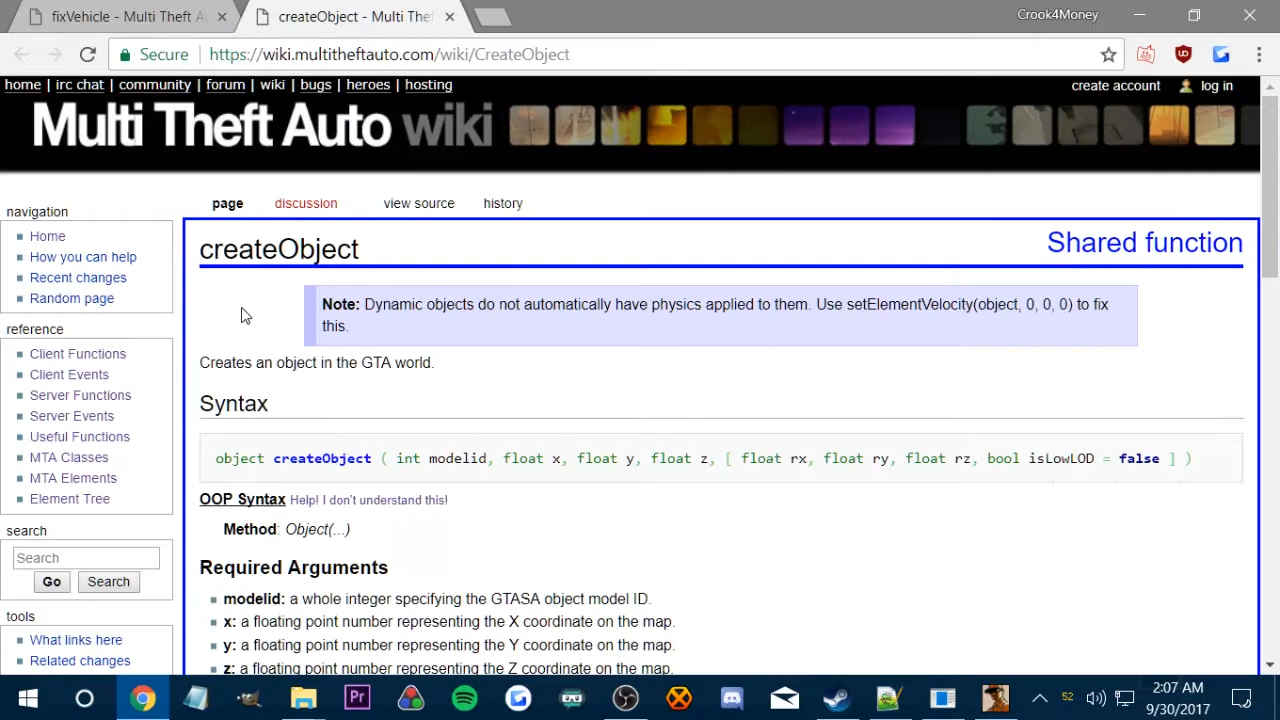 fixVehicle - Multi Theft A
createObject - Multi Thef
Crook4Money
Secure
https://wiki.multitheftauto.com/wiki/CreateObject
home irc chat community forum wiki bugs heroes hosting
create account log in
Multi Theft Auto wiki
page discussion view source history
navigation
Home
How you can help
Recent changes
Random page
reference
Client Functions
Client Events
Server Functions
Server Events
Useful Functions
MTA Classes
MTA Elements
Element Tree
search
Search
Go Search
tools
What links here
Related changes
createObject
Shared function
Note: Dynamic objects do not automatically have physics applied to them. Use setElementVelocity(object, 0, 0, 0) to fix
this.
Creates an object in the GTA world.
Syntax
object createObject ( int modelid, float x, float y, float z, [ float rx, float ry, float rz, bool isLowLOD = false ] )
OOP Syntax Help! I don't understand this!
Method: Object(...)
Required Arguments
modelid: a whole integer specifying the GTASA object model ID.
x: a floating point number representing the X coordinate on the map.
y: a floating point number representing the Y coordinate on the map.
z: a floating point number representing the Z coordinate on the map.
Pr
52
2:07 AM
9/30/2017